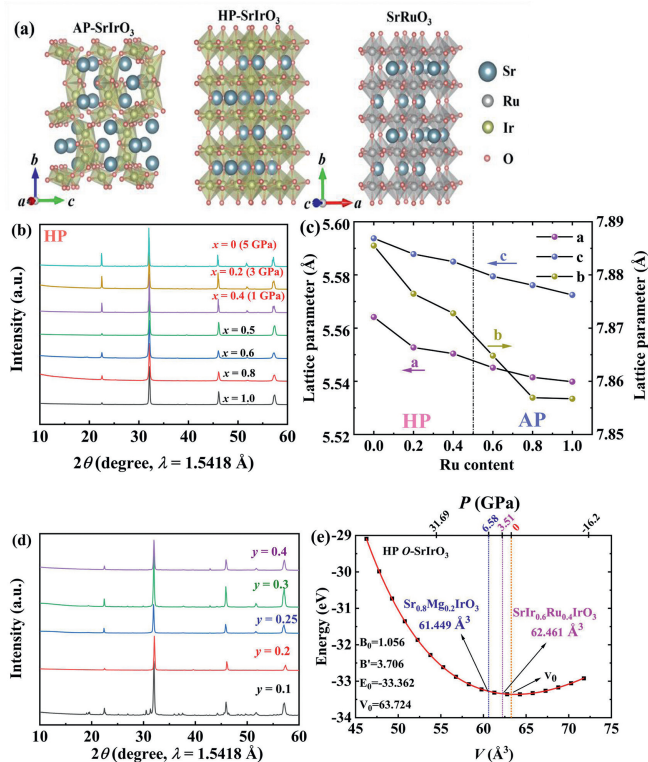 (a)
AP-SrIrO3
HP-SrIrO3
SrRuO3
Sr
Ru
Ir
O
b
a
c
b
c
a
(b)
HP
x = 0 (5 GPa)
x = 0.2 (3 GPa)
x = 0.4 (1 GPa)
x = 0.5
x = 0.6
x = 0.8
x = 1.0
Intensity (a.u.)
10 20 30 40 50 60
2θ (degree, λ = 1.5418 Å)
(c)
5.60
5.58
5.56
5.54
5.52
Lattice parameter (Å)
7.89
7.88
7.87
7.86
7.85
Lattice parameter (Å)
a
c
b
c
b
a
HP
AP
0.0 0.2 0.4 0.6 0.8 1.0
Ru content
(d)
y = 0.4
y = 0.3
y = 0.25
y = 0.2
y = 0.1
Intensity (a.u.)
10 20 30 40 50 60
2θ (degree, λ = 1.5418 Å)
P (GPa)
31.69
6.58
3.51
0
-16.2
(e)
-29
-30
-31
-32
-33
-33
Energy (eV)
HP O-SrIrO3
Sr0.8Mg0.2IrO3
61.449 Å3
SrIr0.6Ru0.4IrO3
62.461 Å3
B0=1.056
B'=3.706
E0=-33.362
V0=63.724
V0
45 50 55 60 65 70 75
V (Å3)